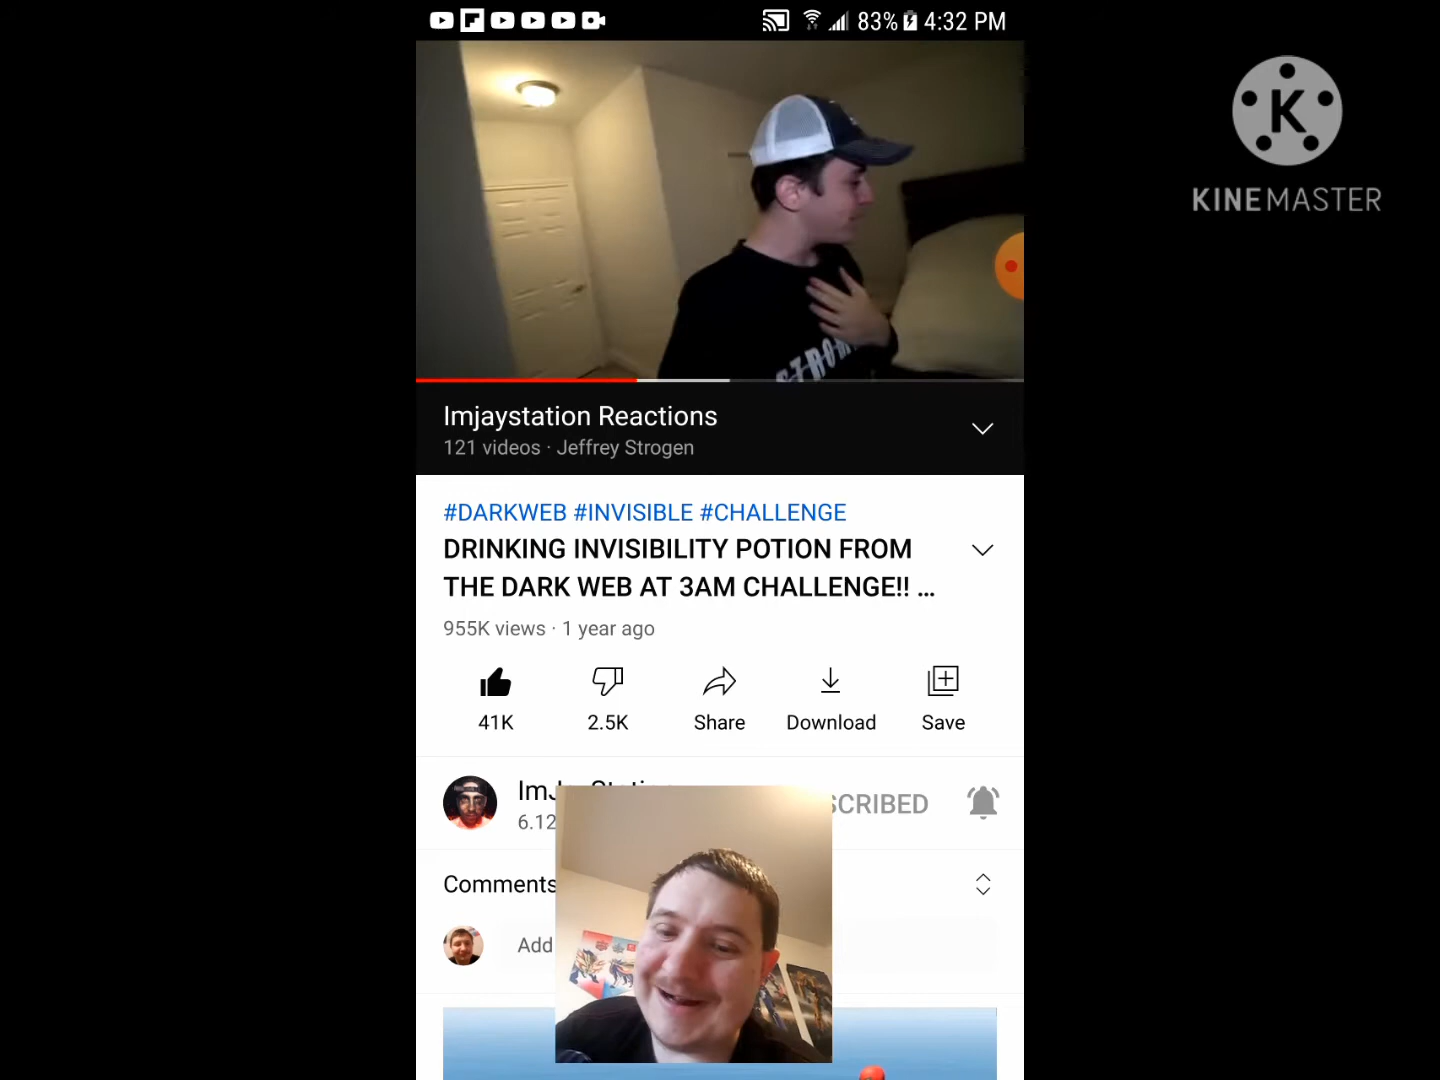 83% 4:32 PM
KINEMASTER
Imjaystation Reactions
121 videos · Jeffrey Strogen
#DARKWEB #INVISIBLE #CHALLENGE
DRINKING INVISIBILITY POTION FROM
THE DARK WEB AT 3AM CHALLENGE!! ...
955K views · 1 year ago
41K 2.5K Share Download Save
6.12
Comments
Add